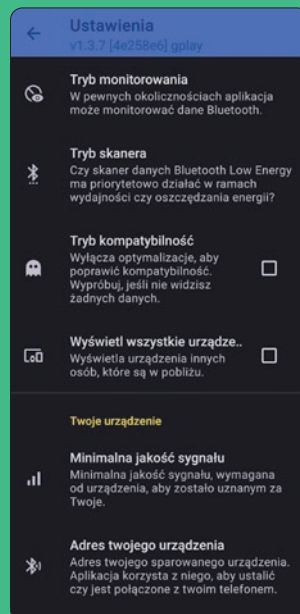 Ustawienia
v1.3.7 [4e258e6] gplay
Tryb monitorowania
W pewnych okolicznościach aplikacja
może monitorować dane Bluetooth.
Tryb skanera
Czy skaner danych Bluetooth Low Energy
ma priorytetowo działać w ramach
wydajności czy oszczędzania energii?
Tryb kompatybilność
Wyłącza optymalizacje, aby
poprawić kompatybilność.
Wypróbuj, jeśli nie widzisz
żadnych danych.
Wyświetl wszystkie urządze..
Wyświetla urządzenia innych
osób, które są w pobliżu.
Twoje urządzenie
Minimalna jakość sygnału
Minimalna jakość sygnału, wymagana
od urządzenia, aby zostało uznanym za
Twoje.
Adres twojego urządzenia
Adres twojego sparowanego urządzenia.
Aplikacja korzysta z niego, aby ustalić
czy jest połączone z twoim telefonem.